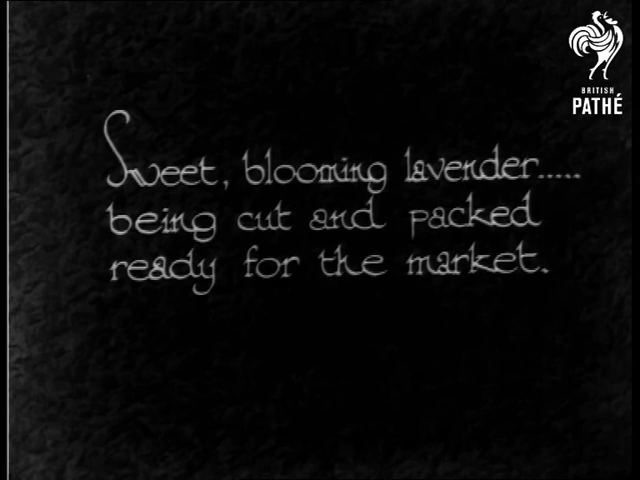 BRITISH
PATHÉ
Sweet, blooming lavender.....
being cut and packed
ready for the market.